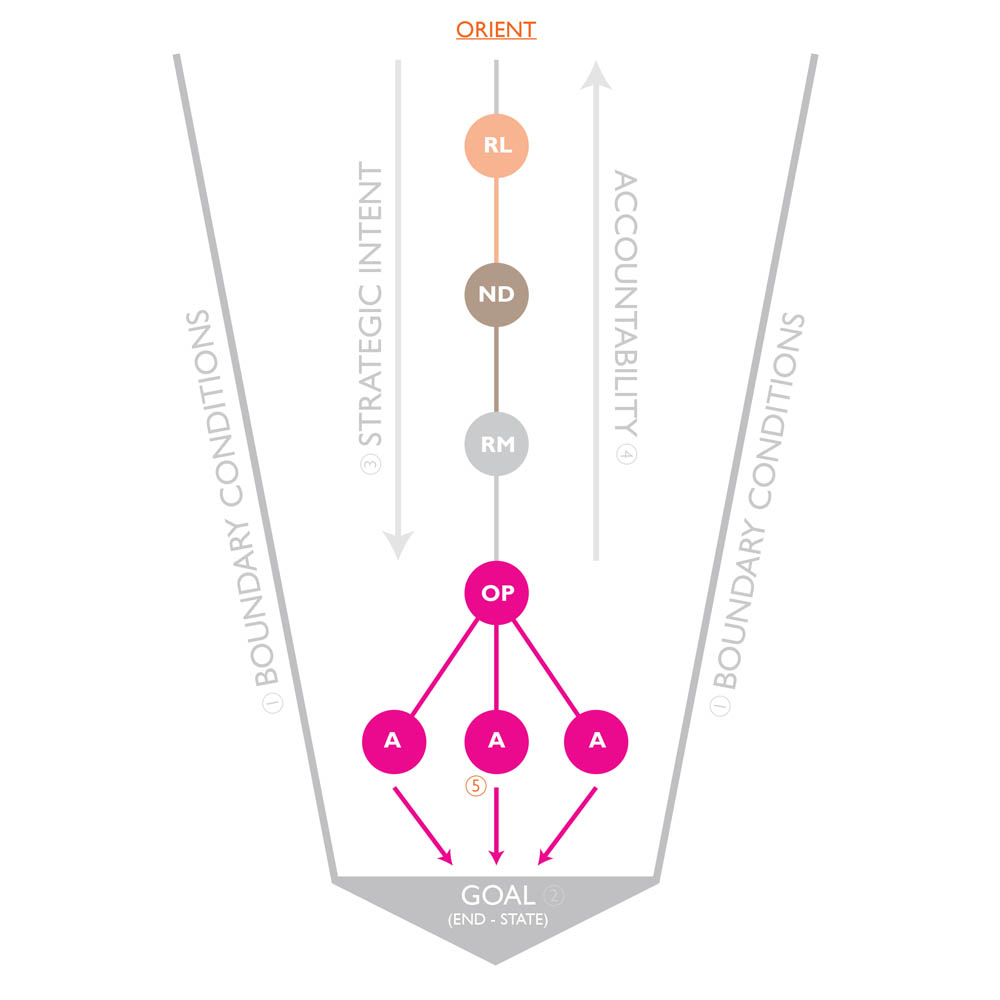 ORIENT
RL
③ STRATEGIC INTENT
ACCOUNTABILITY ④
ND
① BOUNDARY CONDITIONS
① BOUNDARY CONDITIONS
RM
OP
A
A
A
⑤
GOAL ②
(END - STATE)